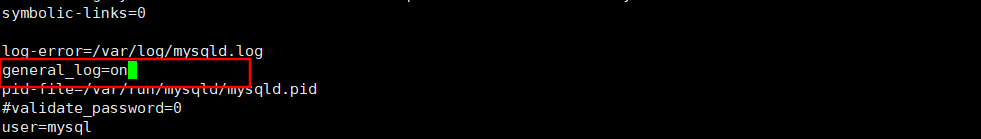 symbolic-links=0
log-error=/var/log/mysqld.log
general_log=on
pid-file=/var/run/mysqld/mysqld.pid
#validate_password=0
user=mysql